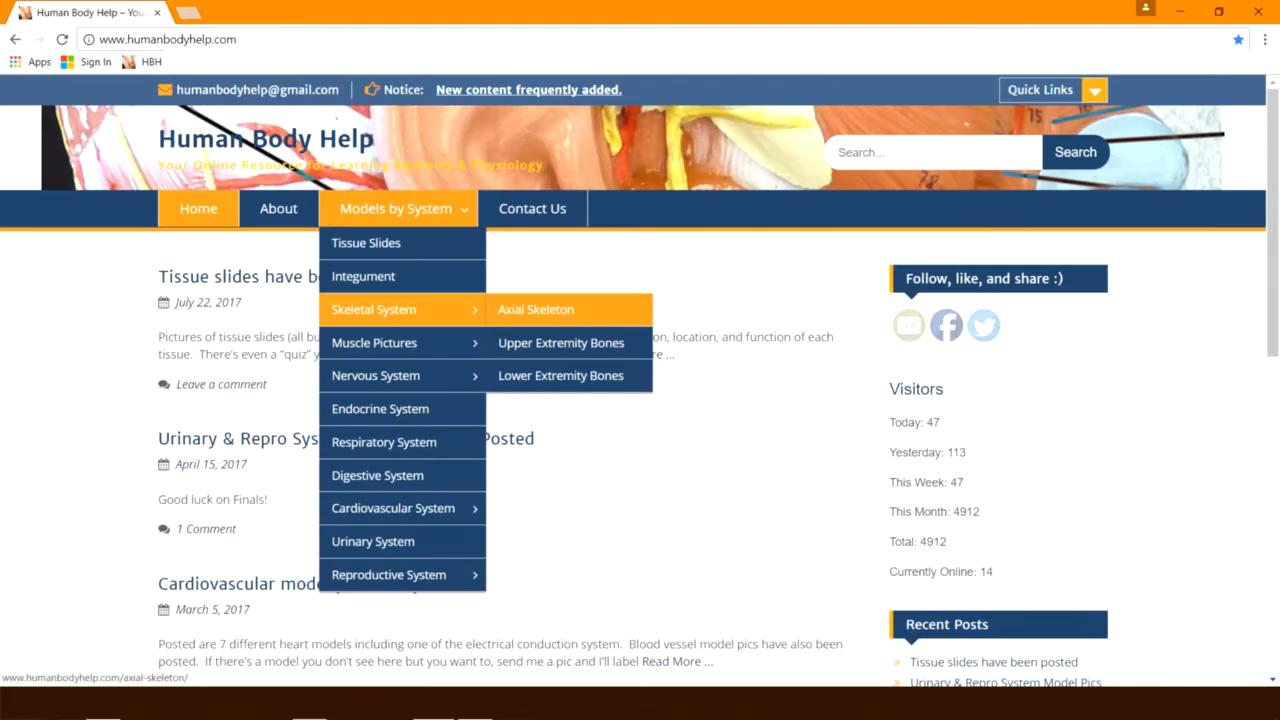 Human Body Help – You
www.humanbodyhelp.com
Apps Sign In HBH
humanbodyhelp@gmail.com Notice: New content frequently added. Quick Links
Human Body Help
Your Online Resource for Learning Anatomy & Physiology
Search... Search
Home About Models by System Contact Us
Tissue Slides
Integument
Skeletal System
Muscle Pictures
Nervous System
Endocrine System
Respiratory System
Digestive System
Cardiovascular System
Urinary System
Reproductive System
Axial Skeleton
Upper Extremity Bones
Lower Extremity Bones
Tissue slides have
July 22, 2017
Pictures of tissue slides (all location, and function of each
tissue. There's even a "quiz"
Leave a comment
Urinary & Repro Posted
April 15, 2017
Good luck on Finals!
1 Comment
Cardiovascular
March 5, 2017
Posted are 7 different heart models including one of the electrical conduction system. Blood vessel model pics have also been
posted. If there's a model you don't see here but you want to, send me a pic and I'll label Read More ...
Follow, like, and share :)
Visitors
Today: 47
Yesterday: 113
This Week: 47
This Month: 4912
Total: 4912
Currently Online: 14
Recent Posts
Tissue slides have been posted
Urinary & Repro System Model Pics
www.humanbodyhelp.com/axial-skeleton/